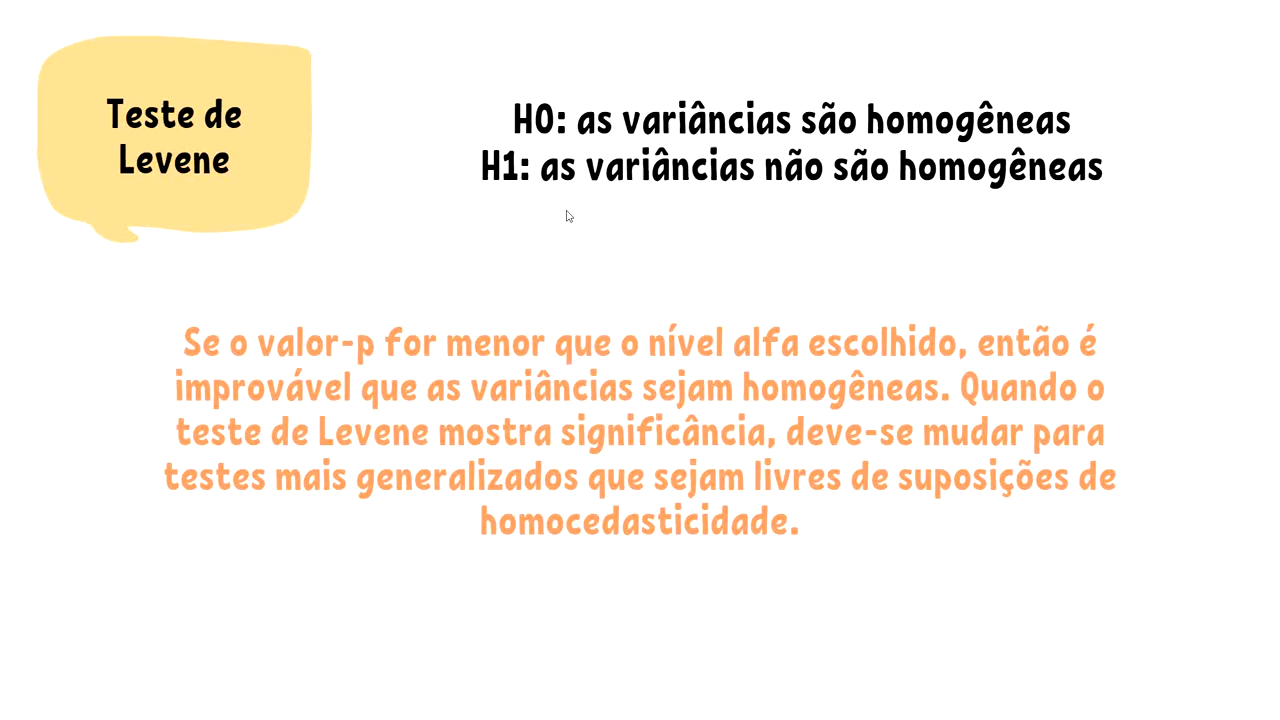 Teste de
Levene
H0: as variâncias são homogêneas
H1: as variâncias não são homogêneas
Se o valor-p for menor que o nível alfa escolhido, então é
improvável que as variâncias sejam homogêneas. Quando o
teste de Levene mostra significância, deve-se mudar para
testes mais generalizados que sejam livres de suposições de
homocedasticidade.